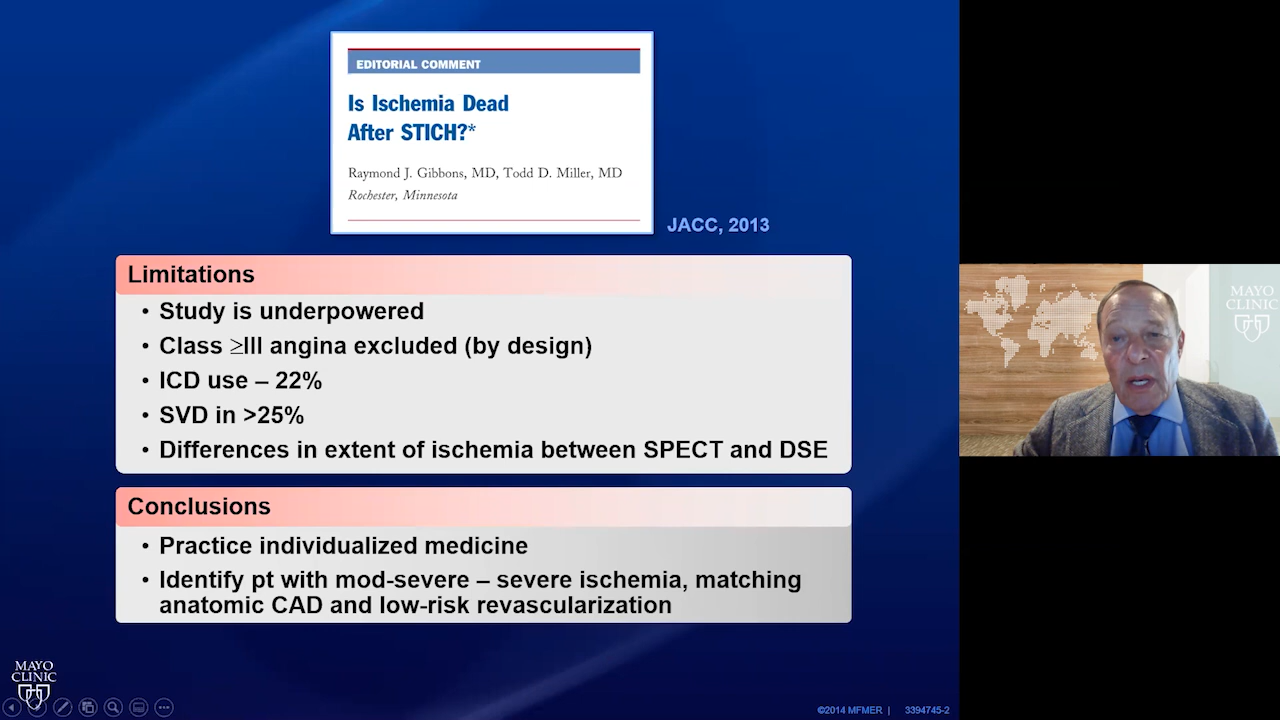 EDITORIAL COMMENT
Is Ischemia Dead
After STICH?*
Raymond J. Gibbons, MD, Todd D. Miller, MD
Rochester, Minnesota
JACC, 2013
Limitations
• Study is underpowered
• Class ≥III angina excluded (by design)
• ICD use – 22%
• SVD in >25%
• Differences in extent of ischemia between SPECT and DSE
Conclusions
• Practice individualized medicine
• Identify pt with mod-severe – severe ischemia, matching
anatomic CAD and low-risk revascularization
MAYO
CLINIC
©2014 MFMER | 3394745-2
MAYO
CLINIC